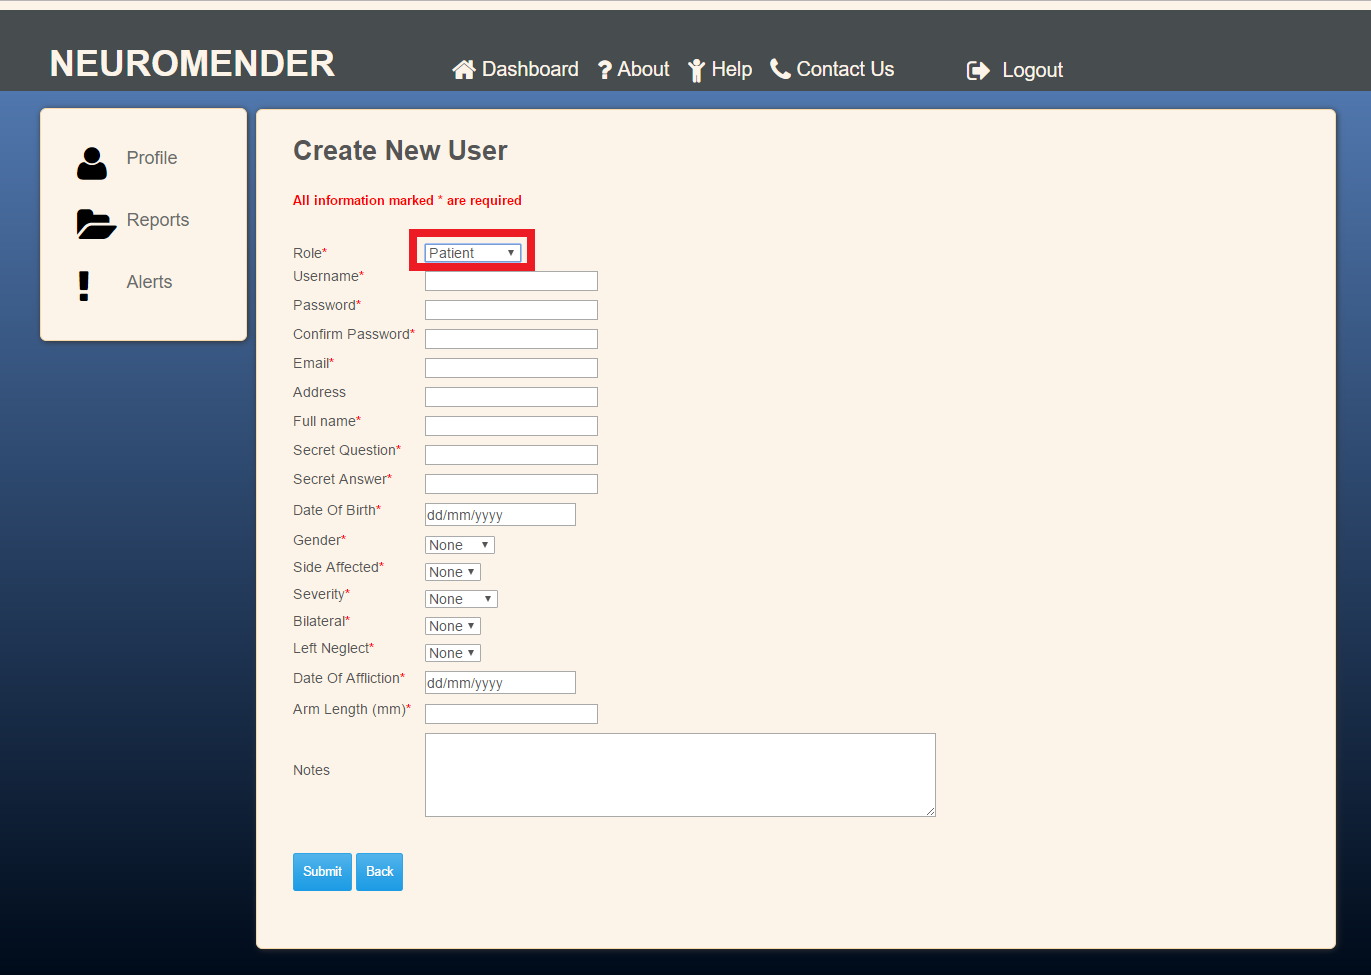 NEUROMENDER
Dashboard About Help Contact Us Logout
Profile
Reports
Alerts
Create New User
All information marked * are required
Role* Patient
Username*
Password*
Confirm Password*
Email*
Address
Full name*
Secret Question*
Secret Answer*
Date Of Birth* dd/mm/yyyy
Gender* None
Side Affected* None
Severity* None
Bilateral* None
Left Neglect* None
Date Of Affliction* dd/mm/yyyy
Arm Length (mm)*
Notes
Submit Back